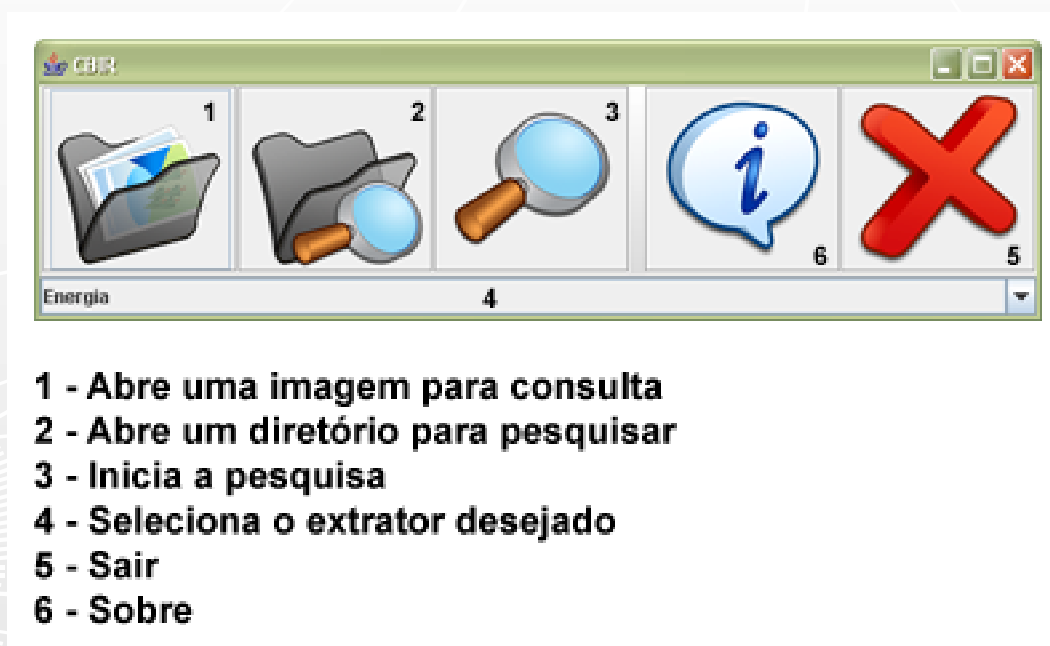 CBIR
1 2 3 6 5
Energia 4
1 - Abre uma imagem para consulta
2 - Abre um diretório para pesquisar
3 - Inicia a pesquisa
4 - Seleciona o extrator desejado
5 - Sair
6 - Sobre